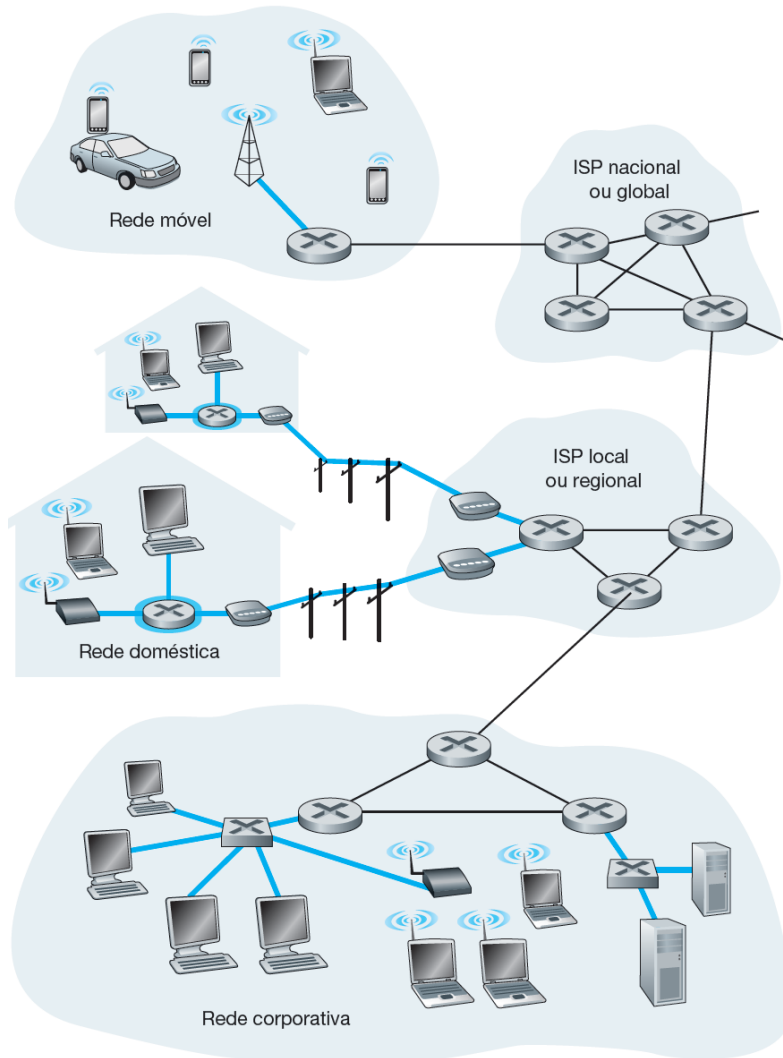 ISP nacional
ou global
Rede móvel
ISP local
ou regional
Rede doméstica
Rede corporativa